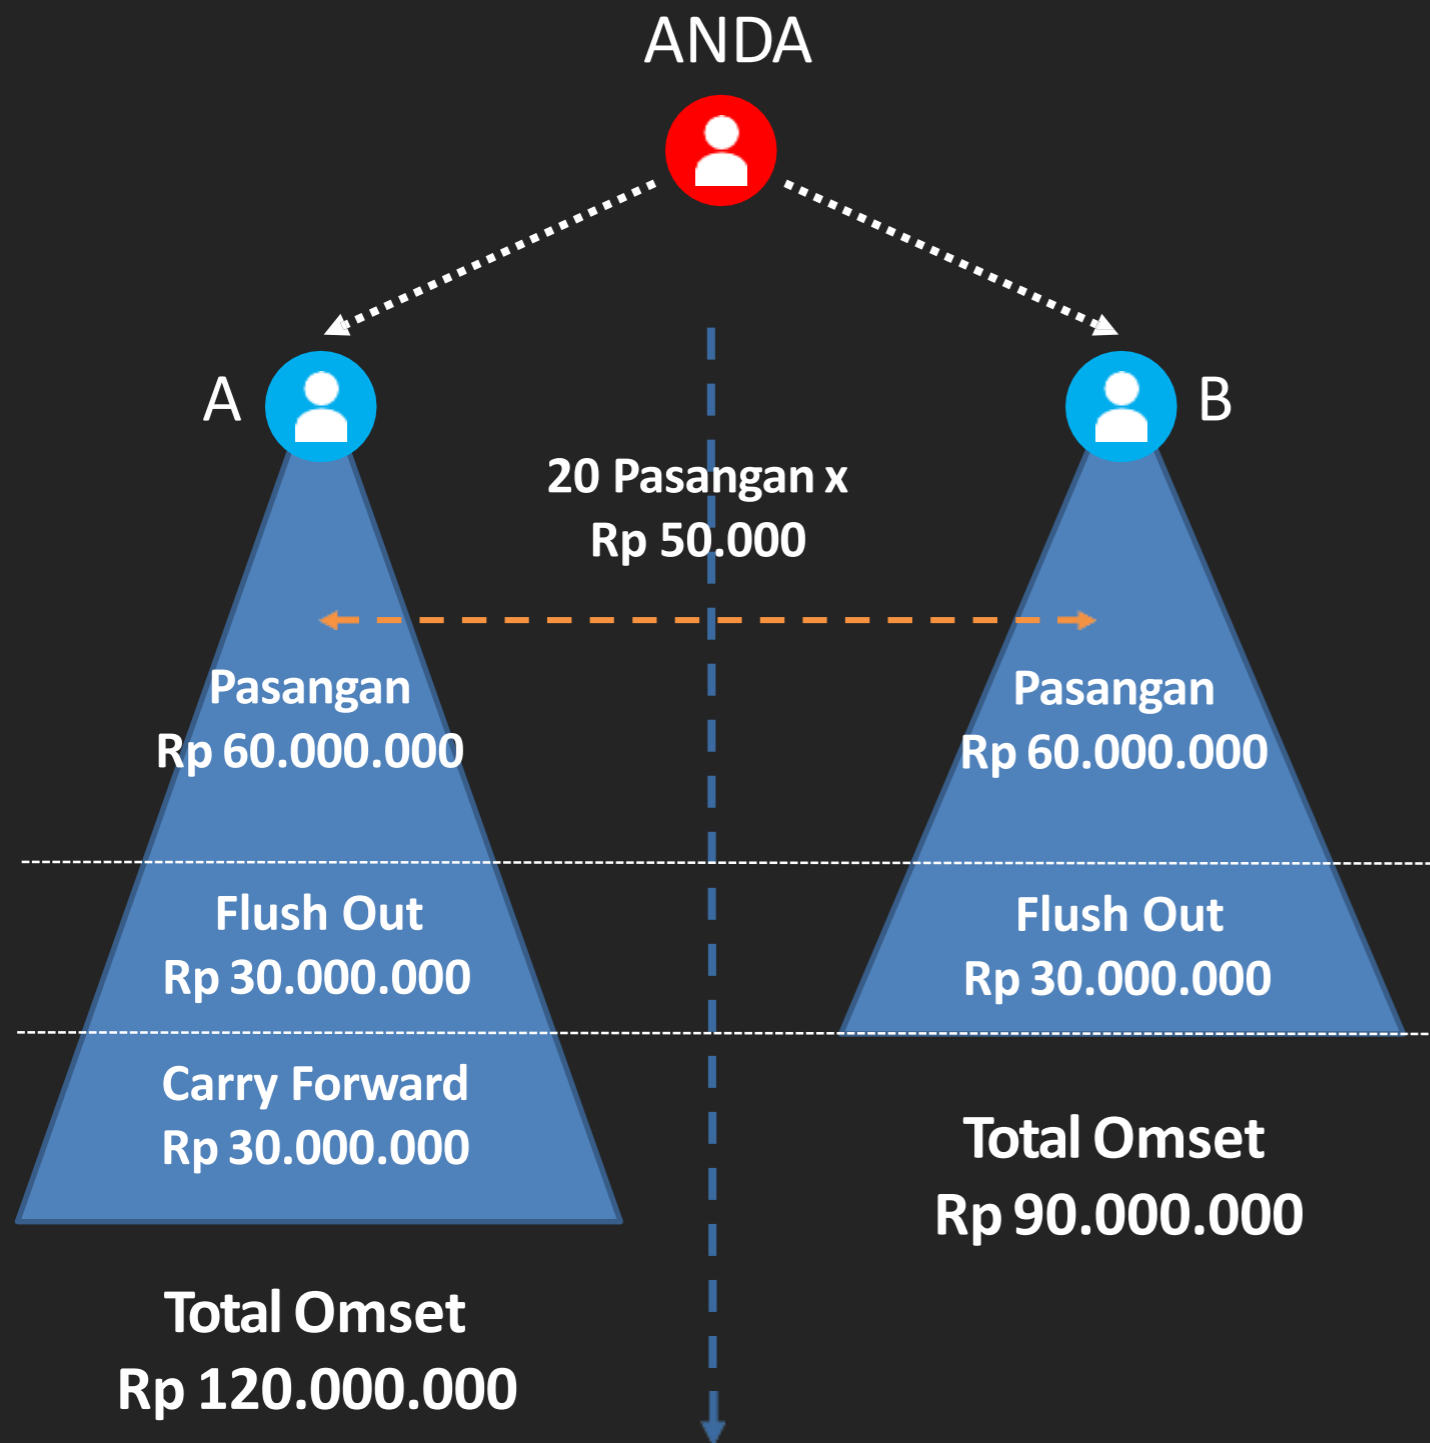 ANDA
A
B
20 Pasangan x
Rp 50.000
Pasangan
Rp 60.000.000
Pasangan
Rp 60.000.000
Flush Out
Rp 30.000.000
Flush Out
Rp 30.000.000
Carry Forward
Rp 30.000.000
Total Omset
Rp 90.000.000
Total Omset
Rp 120.000.000